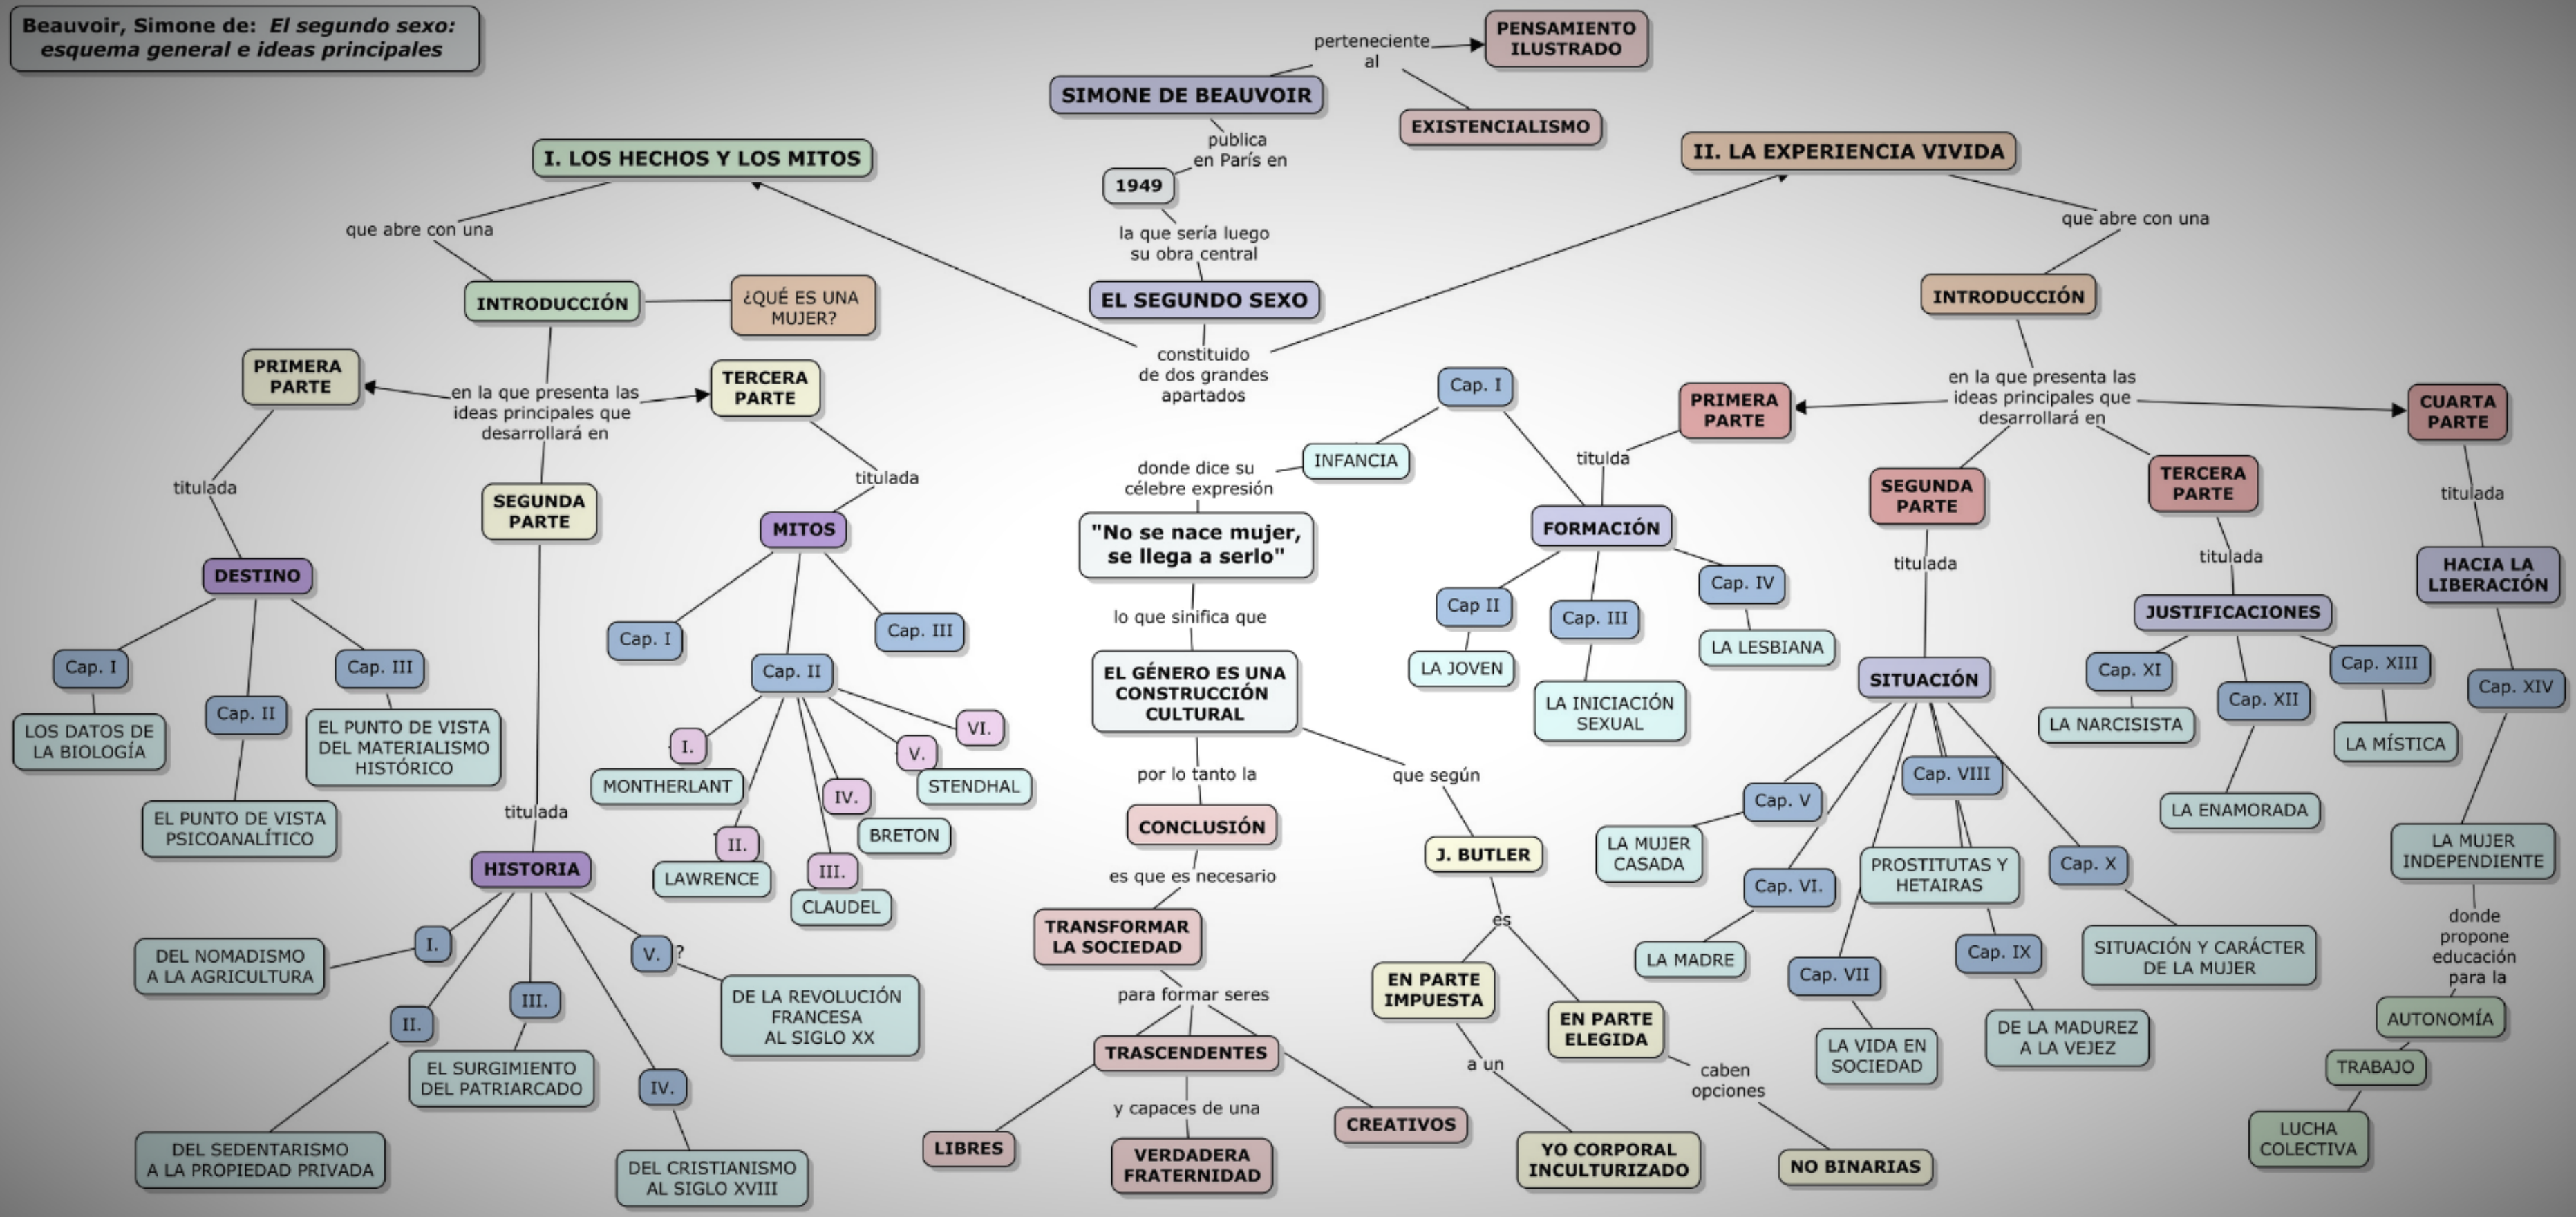 Beauvoir, Simone de: El segundo sexo:
esquema general e ideas principales
SIMONE DE BEAUVOIR
perteneciente
al
PENSAMIENTO
ILUSTRADO
EXISTENCIALISMO
publica
en París en
1949
la que sería luego
su obra central
EL SEGUNDO SEXO
constituido
de dos grandes
apartados
I. LOS HECHOS Y LOS MITOS
que abre con una
INTRODUCCIÓN
¿QUÉ ES UNA
MUJER?
en la que presenta las
ideas principales que
desarrollará en
PRIMERA
PARTE
titulada
DESTINO
Cap. I
LOS DATOS DE
LA BIOLOGÍA
Cap. II
EL PUNTO DE VISTA
PSICOANALÍTICO
Cap. III
EL PUNTO DE VISTA
DEL MATERIALISMO
HISTÓRICO
SEGUNDA
PARTE
titulada
HISTORIA
I.
DEL NOMADISMO
A LA AGRICULTURA
II.
DEL SEDENTARISMO
A LA PROPIEDAD PRIVADA
III.
EL SURGIMIENTO
DEL PATRIARCADO
IV.
DEL CRISTIANISMO
AL SIGLO XVIII
V.
?
DE LA REVOLUCIÓN
FRANCESA
AL SIGLO XX
TERCERA
PARTE
titulada
MITOS
Cap. I
Cap. II
Cap. III
I.
MONTHERLANT
II.
LAWRENCE
III.
CLAUDEL
IV.
BRETON
V.
STENDHAL
VI.
II. LA EXPERIENCIA VIVIDA
que abre con una
INTRODUCCIÓN
en la que presenta las
ideas principales que
desarrollará en
PRIMERA
PARTE
titulda
FORMACIÓN
Cap. I
INFANCIA
donde dice su
célebre expresión
"No se nace mujer,
se llega a serlo"
lo que sinifica que
EL GÉNERO ES UNA
CONSTRUCCIÓN
CULTURAL
por lo tanto la
CONCLUSIÓN
es que es necesario
TRANSFORMAR
LA SOCIEDAD
para formar seres
TRASCENDENTES
LIBRES
y capaces de una
VERDADERA
FRATERNIDAD
CREATIVOS
que según
J. BUTLER
es
EN PARTE
IMPUESTA
a un
YO CORPORAL
INCULTURIZADO
EN PARTE
ELEGIDA
caben
opciones
NO BINARIAS
Cap II
LA JOVEN
Cap. III
LA INICIACIÓN
SEXUAL
Cap. IV
LA LESBIANA
SEGUNDA
PARTE
titulada
SITUACIÓN
Cap. V
LA MUJER
CASADA
Cap. VI.
LA MADRE
Cap. VII
LA VIDA EN
SOCIEDAD
Cap. VIII
PROSTITUTAS Y
HETAIRAS
Cap. IX
DE LA MADUREZ
A LA VEJEZ
Cap. X
SITUACIÓN Y CARÁCTER
DE LA MUJER
TERCERA
PARTE
titulada
JUSTIFICACIONES
Cap. XI
LA NARCISISTA
Cap. XII
LA ENAMORADA
Cap. XIII
LA MÍSTICA
CUARTA
PARTE
titulada
HACIA LA
LIBERACIÓN
Cap. XIV
LA MUJER
INDEPENDIENTE
donde
propone
educación
para la
AUTONOMÍA
TRABAJO
LUCHA
COLECTIVA